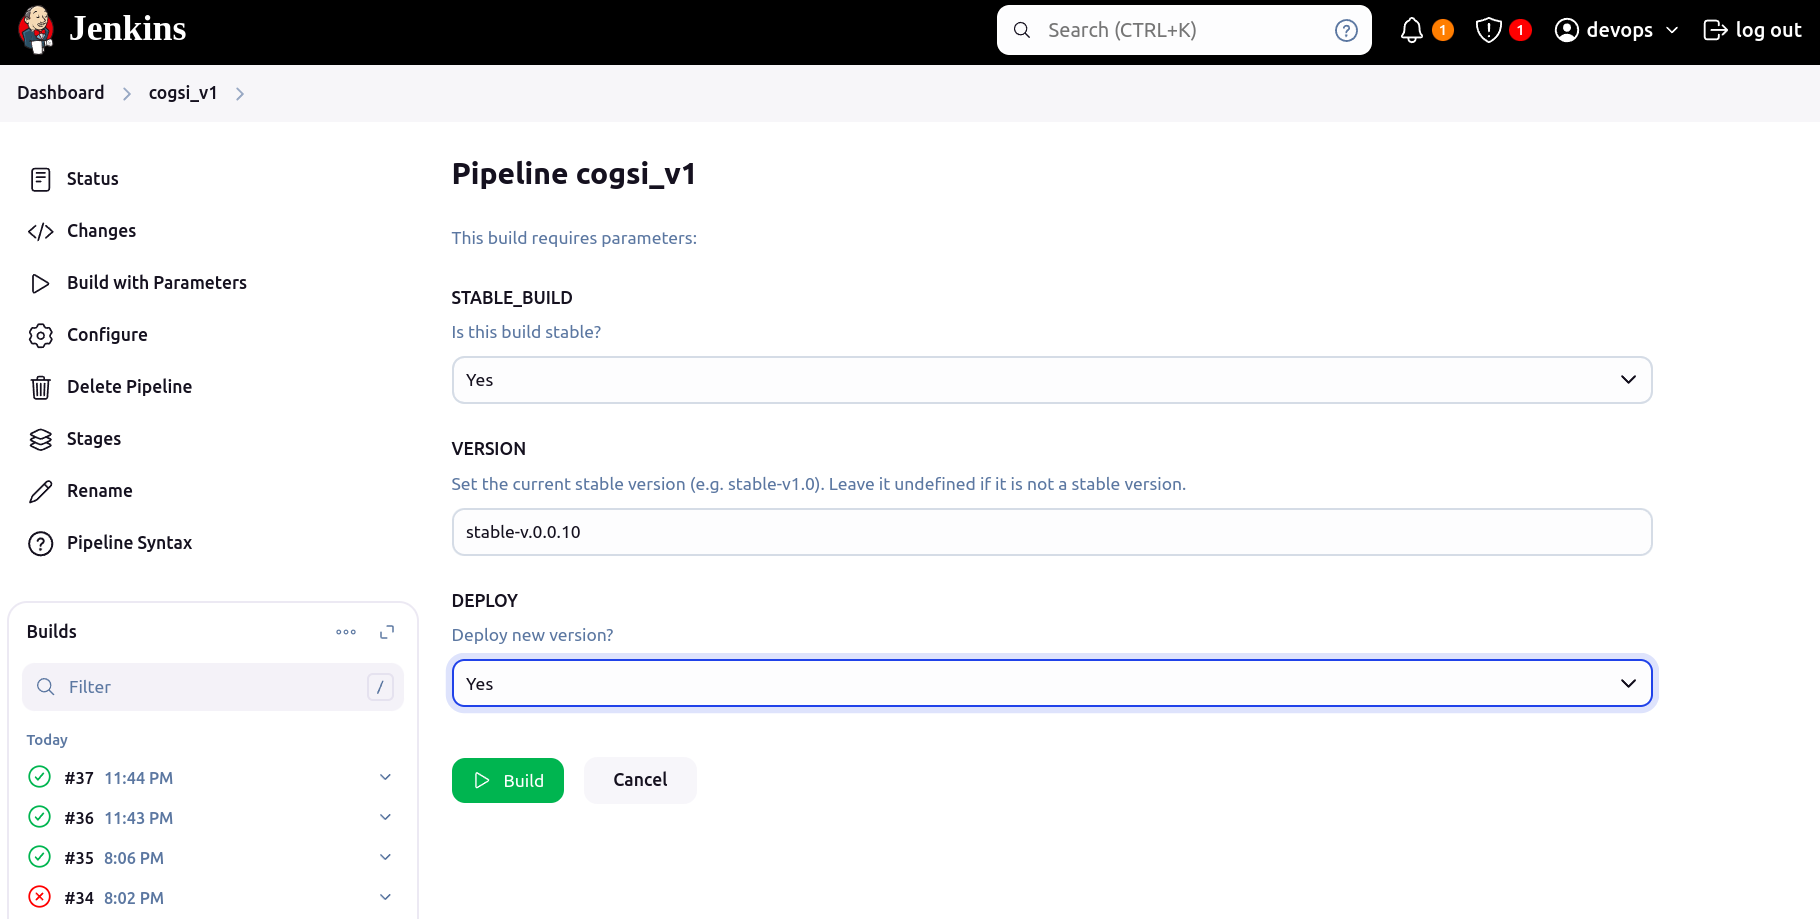 Jenkins
Search (CTRL+K)
?
1
1
devops
log out
Dashboard
cogsi_v1
Status
Changes
Build with Parameters
Configure
Delete Pipeline
Stages
Rename
Pipeline Syntax
Builds
Filter
/
Today
#37 11:44 PM
#36 11:43 PM
#35 8:06 PM
#34 8:02 PM
Pipeline cogsi_v1
This build requires parameters:
STABLE_BUILD
Is this build stable?
Yes
VERSION
Set the current stable version (e.g. stable-v1.0). Leave it undefined if it is not a stable version.
stable-v.0.0.10
DEPLOY
Deploy new version?
Yes
Build
Cancel